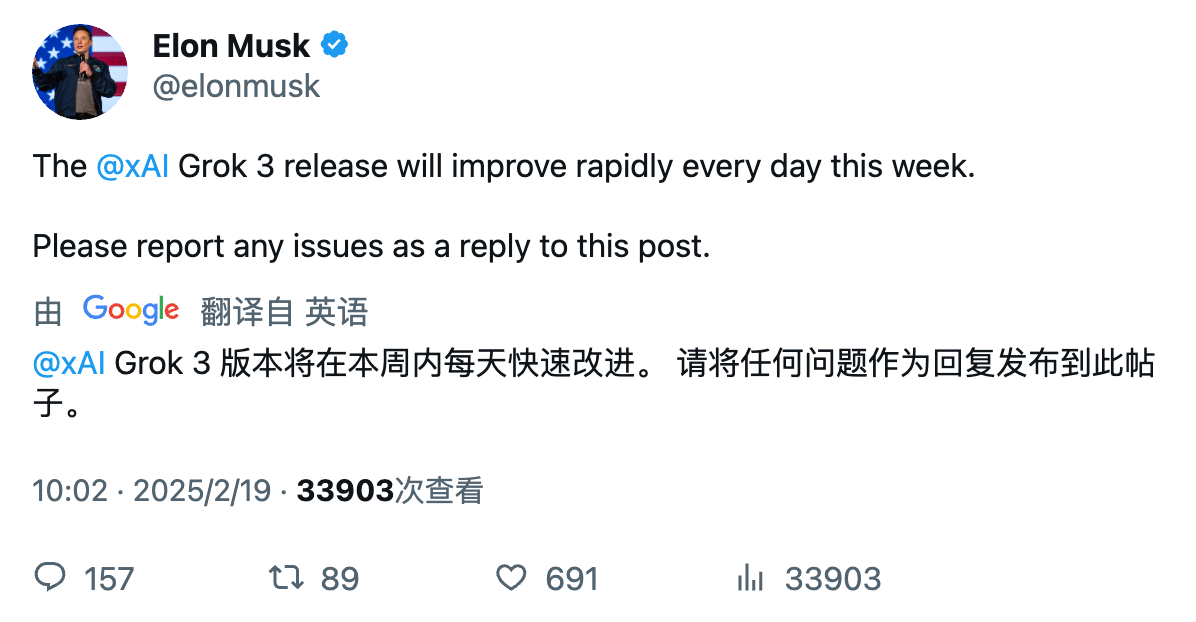 Elon Musk
@elonmusk
The @xAI Grok 3 release will improve rapidly every day this week.
Please report any issues as a reply to this post.
由 Google 翻译自 英语
@xAI Grok 3 版本将在本周内每天快速改进。 请将任何问题作为回复发布到此帖
子。
10:02 · 2025/2/19 · 33903次查看
157 89 691 33903